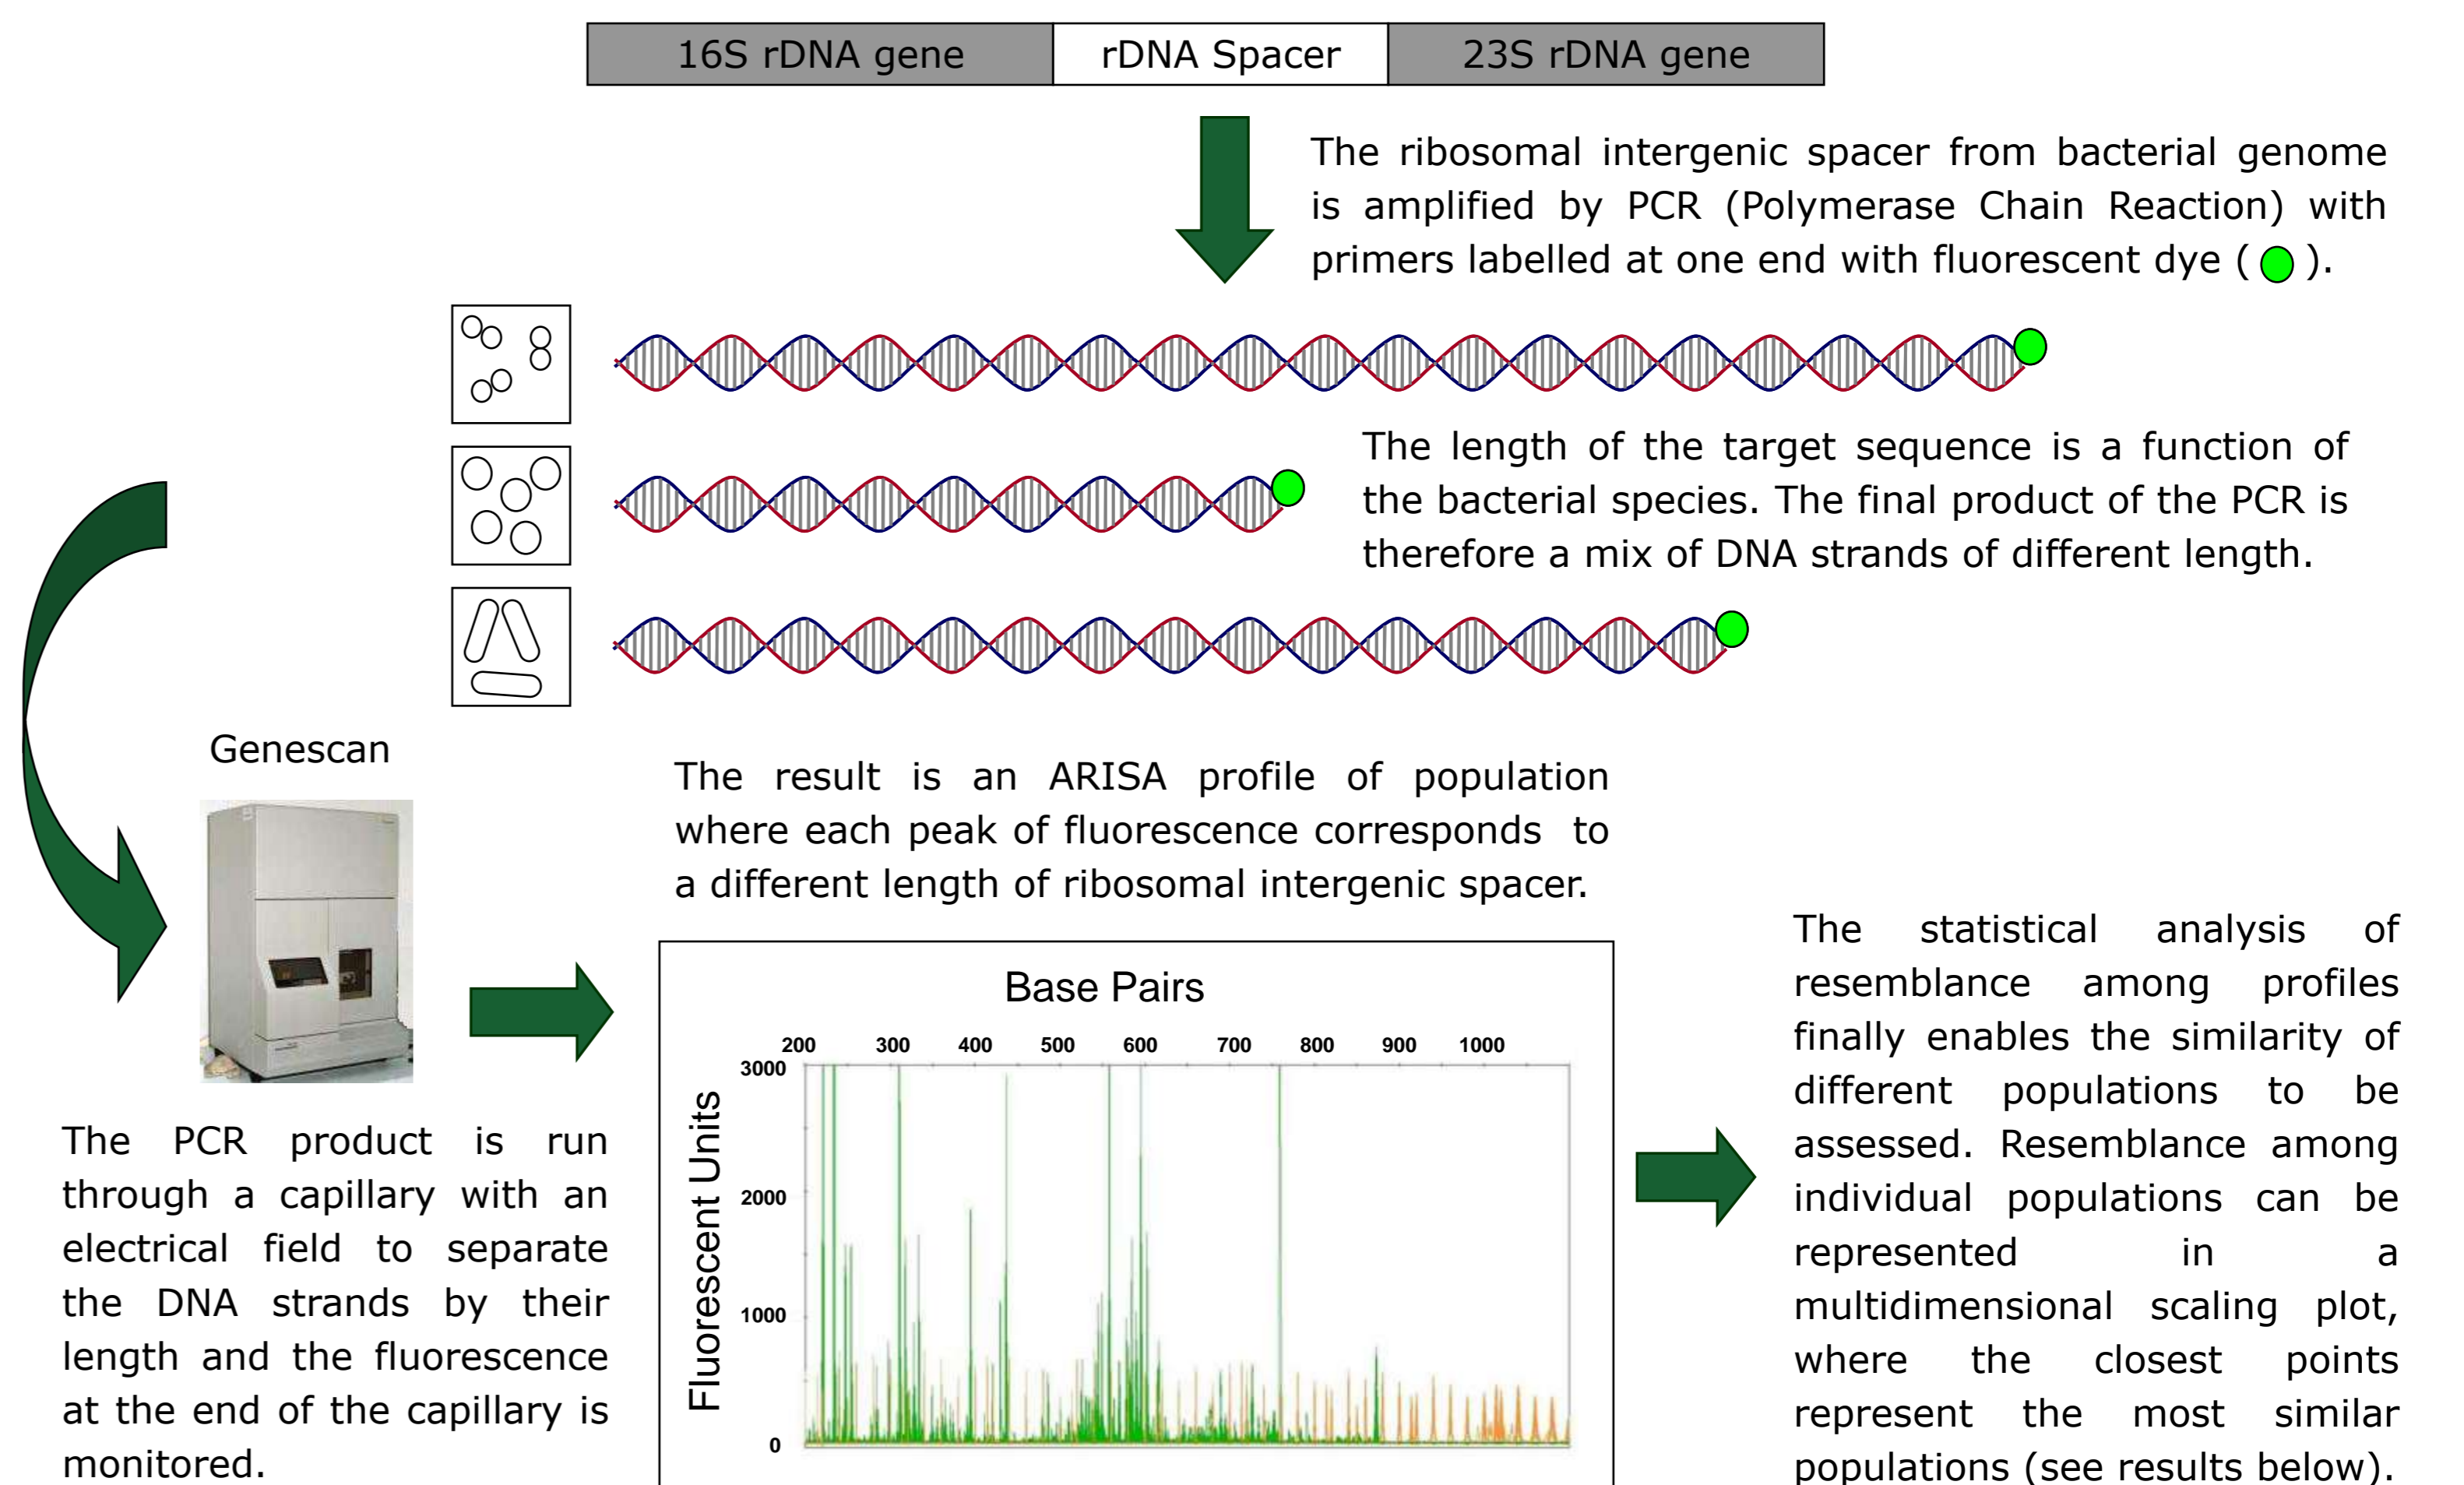 16S rDNA gene rDNA Spacer 23S rDNA gene
The ribosomal intergenic spacer from bacterial genome
is amplified by PCR (Polymerase Chain Reaction) with
primers labelled at one end with fluorescent dye ( ).
The length of the target sequence is a function of
the bacterial species. The final product of the PCR is
therefore a mix of DNA strands of different length.
Genescan
The PCR product is run
through a capillary with an
electrical field to separate
the DNA strands by their
length and the fluorescence
at the end of the capillary is
monitored.
The result is an ARISA profile of population
where each peak of fluorescence corresponds to
a different length of ribosomal intergenic spacer.
Base Pairs
200 300 400 500 600 700 800 900 1000
Fluorescent Units
3000
2000
1000
0
The statistical analysis of
resemblance among profiles
finally enables the similarity of
different populations to be
assessed. Resemblance among
individual populations can be
represented in a
multidimensional scaling plot,
where the closest points
represent the most similar
populations (see results below).